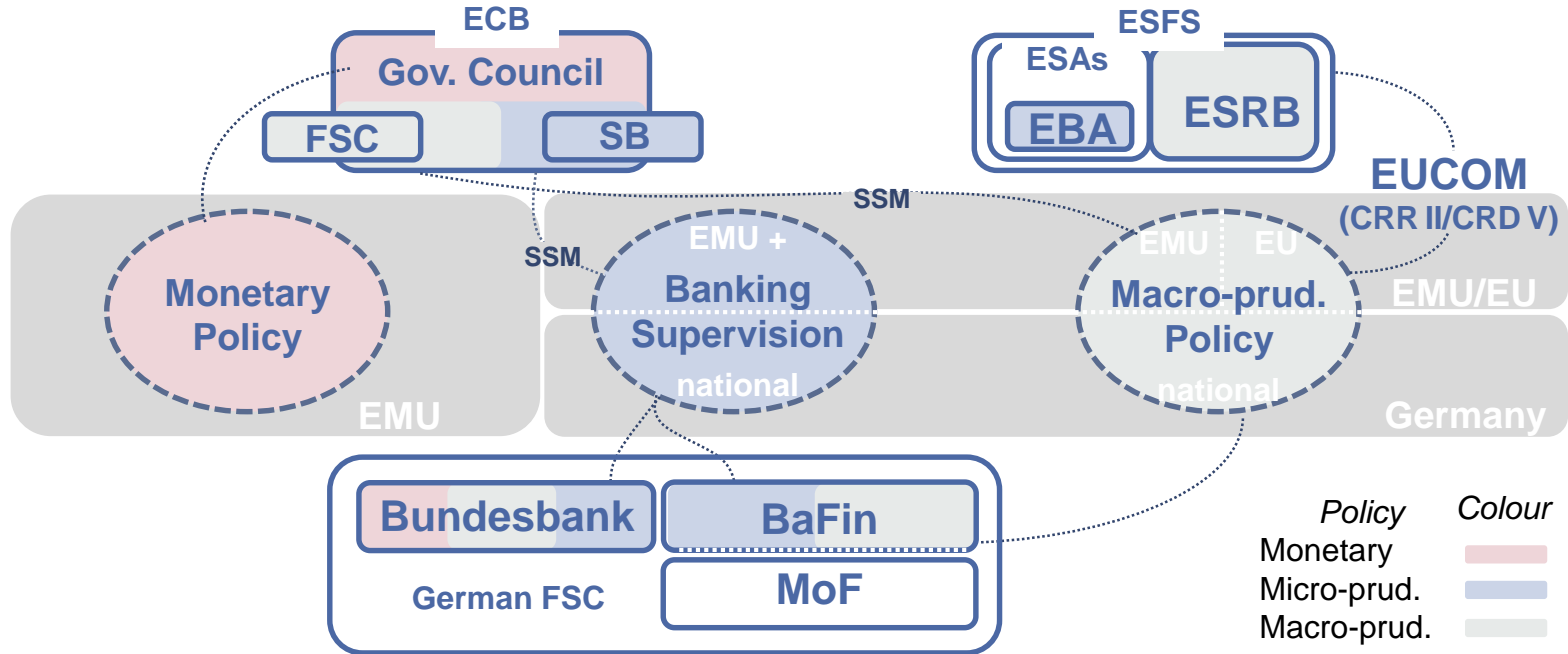 ECB
Gov. Council
FSC
SB
ESFS
ESAs
EBA
ESRB
EUCOM
(CRR II/CRD V)
SSM
SSM
Monetary
Policy
EMU
EMU +
Banking
Supervision
national
EMU
EU
Macro-prud.
Policy
national
EMU/EU
Germany
Bundesbank
BaFin
German FSC
MoF
Policy Colour
Monetary
Micro-prud.
Macro-prud.